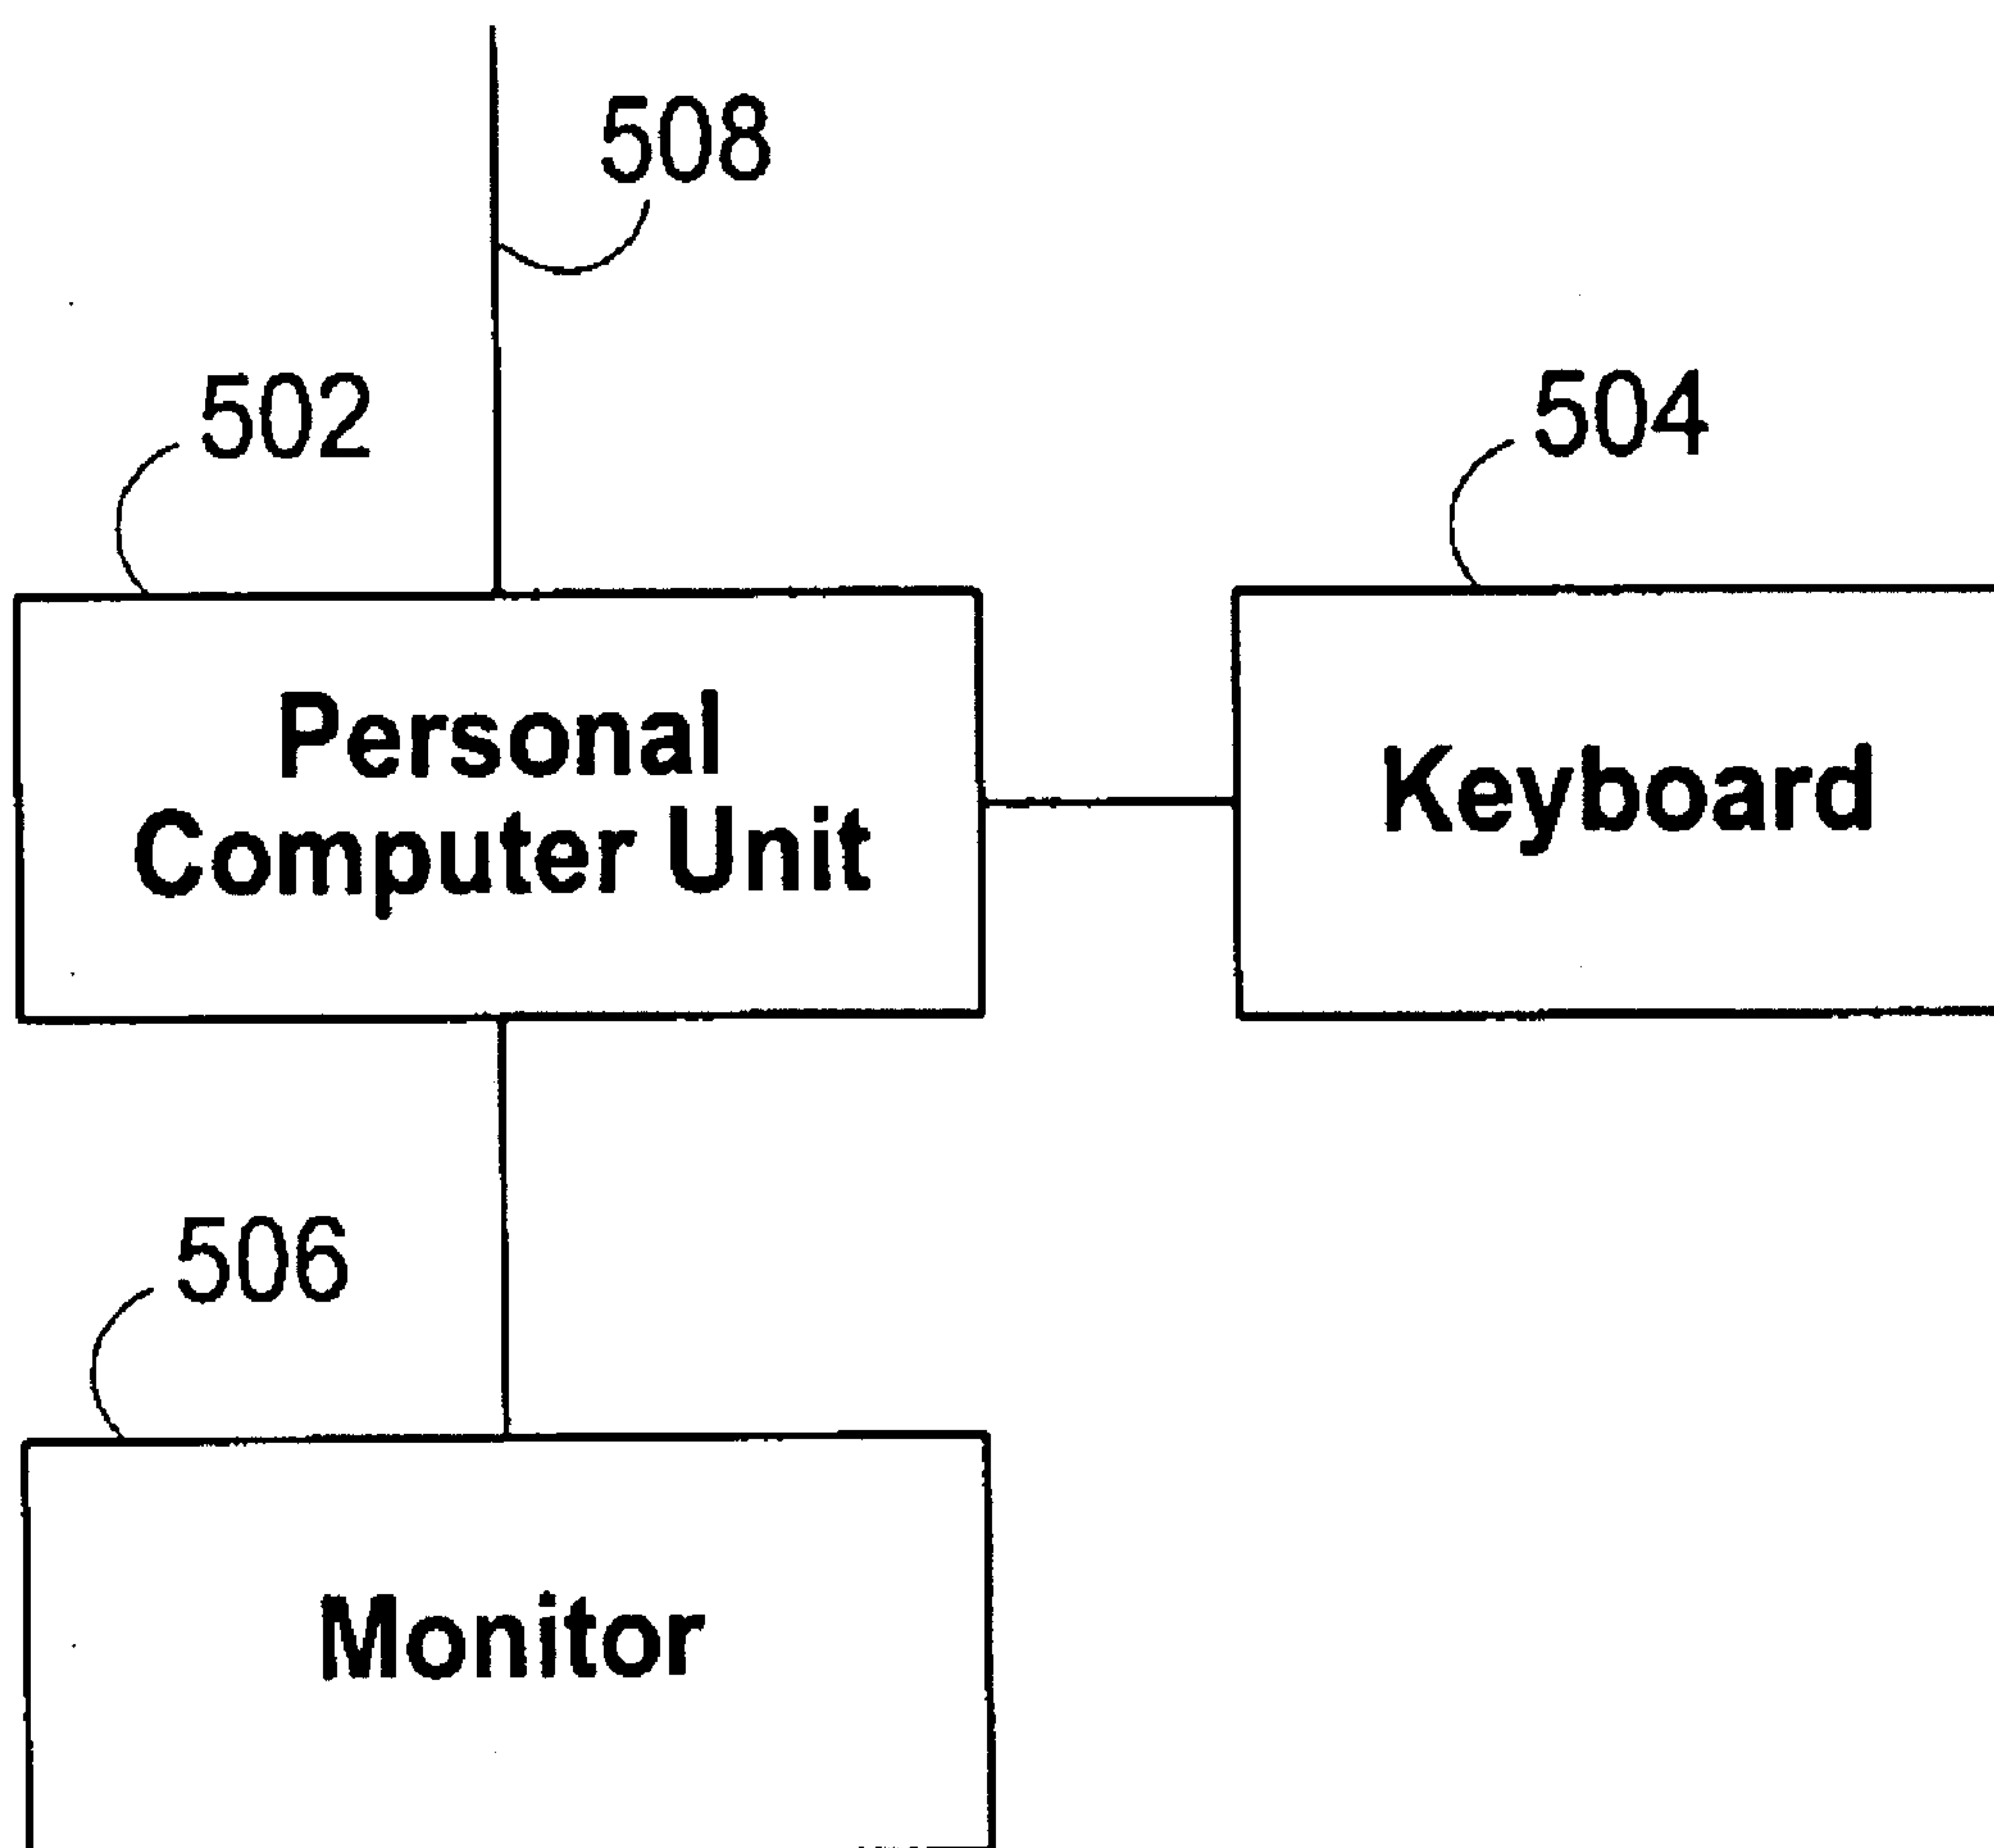 508
502
504
Personal
Computer Unit
Keyboard
506
Monitor